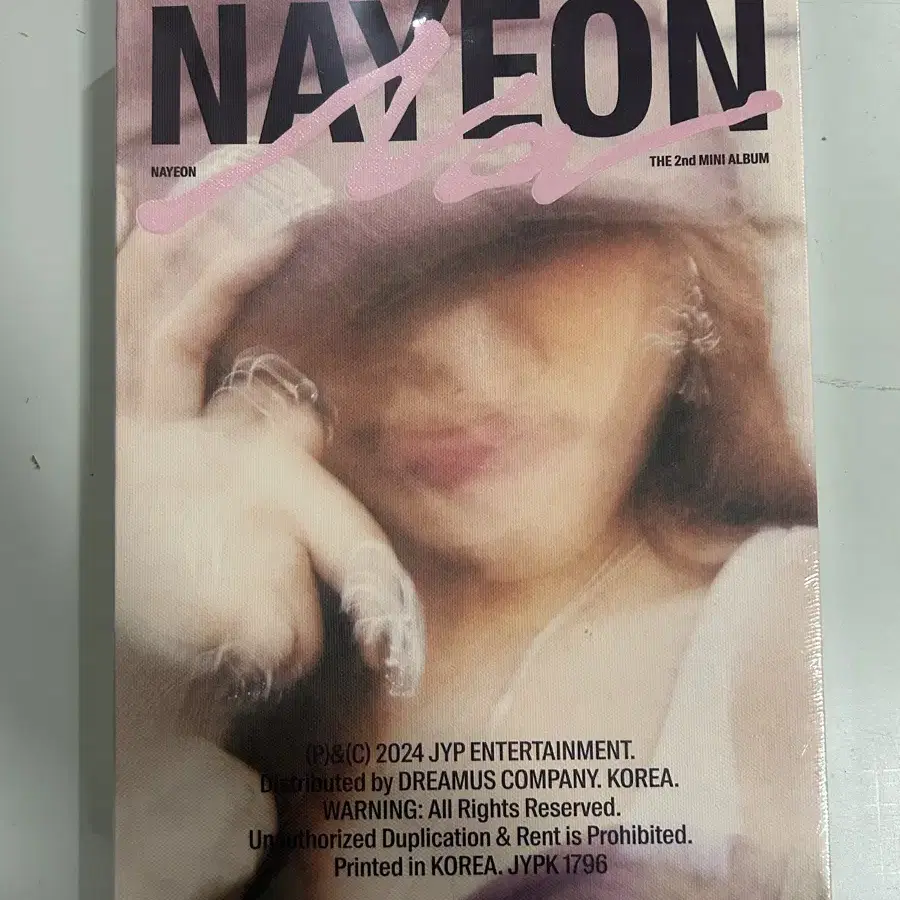 NAYEON
NA
NAYEON
THE 2nd MINI ALBUM
(P)&(C) 2024 JYP ENTERTAINMENT.
Distributed by DREAMUS COMPANY. KOREA.
WARNING: All Rights Reserved.
Unauthorized Duplication & Rent is Prohibited.
Printed in KOREA. JYPK 1796